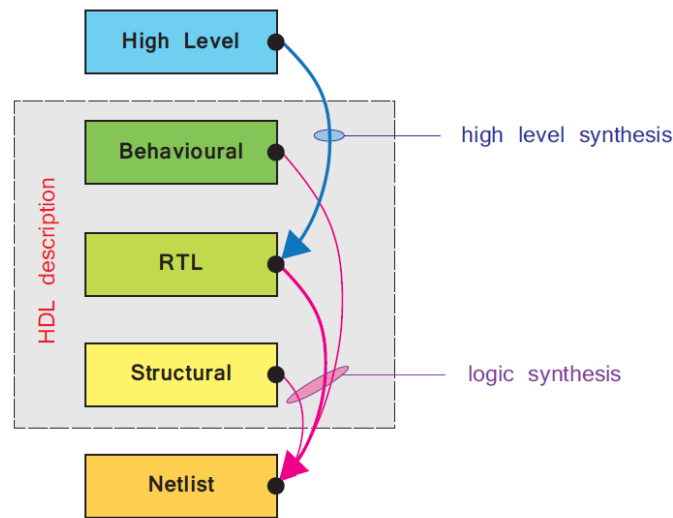 High Level
high level synthesis
Behavioural
HDL description
RTL
Structural
logic synthesis
Netlist